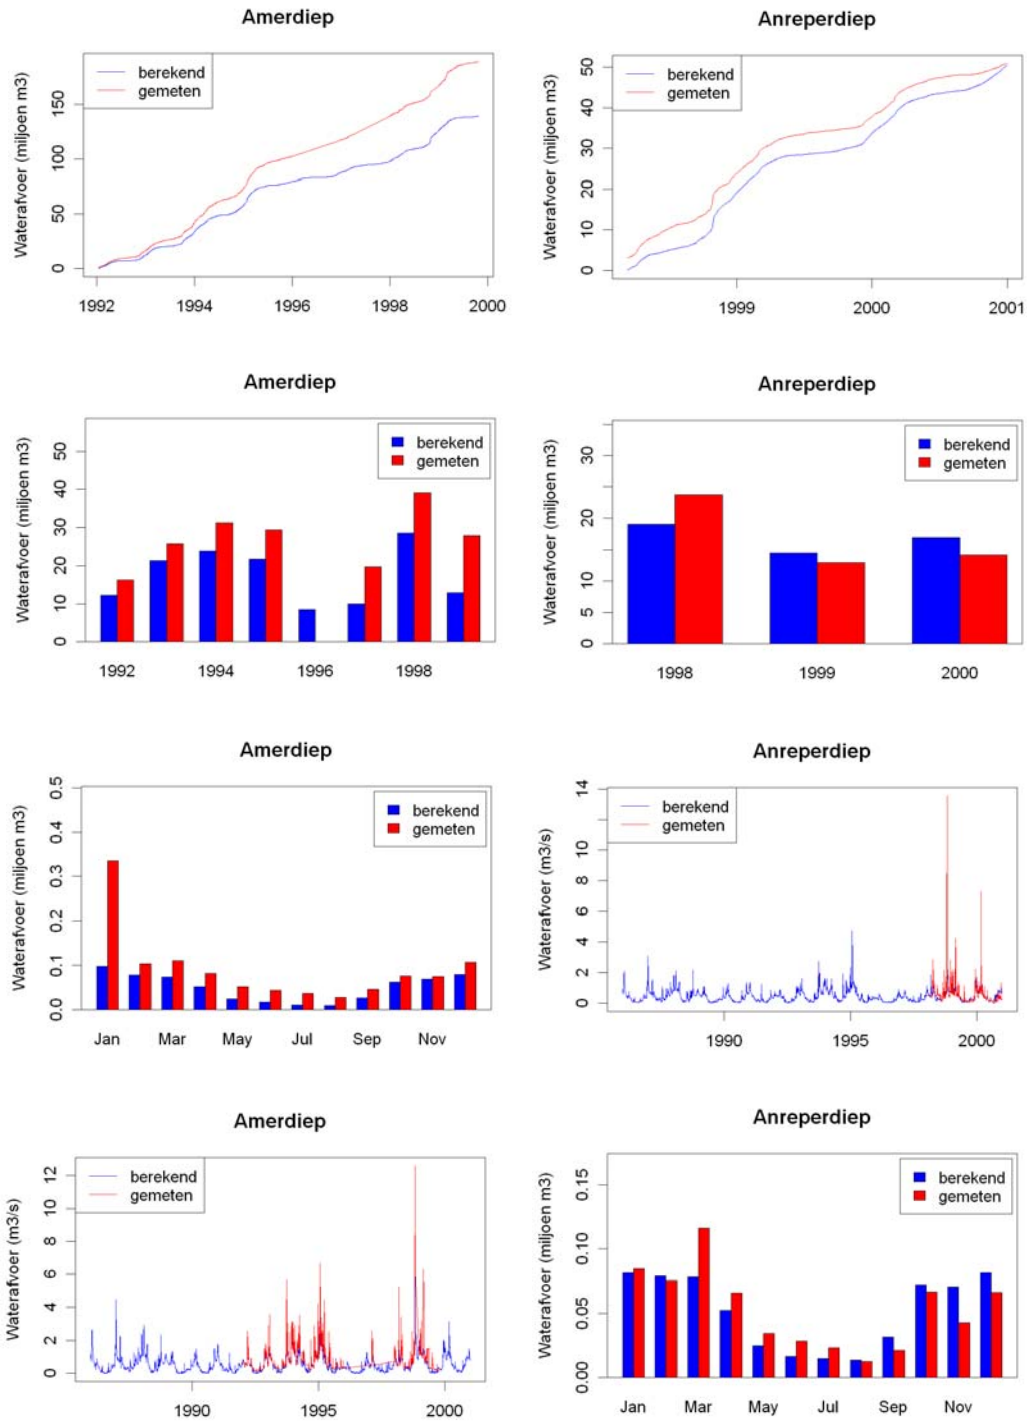 Amerdiep
Waterafvoer (miljoen m3)
berekend
gemeten
150
100
50
0
1992 1994 1996 1998 2000
Anreperdiep
Waterafvoer (miljoen m3)
berekend
gemeten
50
40
30
20
10
0
1999 2000 2001
Amerdiep
Waterafvoer (miljoen m3)
berekend
gemeten
50
40
30
20
10
0
1992 1994 1996 1998
Anreperdiep
Waterafvoer (miljoen m3)
berekend
gemeten
30
20
10
5
0
1998 1999 2000
Amerdiep
Waterafvoer (miljoen m3)
berekend
gemeten
0.5
0.4
0.3
0.2
0.1
0.0
Jan Mar May Jul Sep Nov
Anreperdiep
Waterafvoer (m3/s)
berekend
gemeten
14
10
8
6
4
2
0
1990 1995 2000
Amerdiep
Waterafvoer (m3/s)
berekend
gemeten
12
10
8
6
4
2
0
1990 1995 2000
Anreperdiep
Waterafvoer (miljoen m3)
berekend
gemeten
0.15
0.10
0.05
0.00
Jan Mar May Jul Sep Nov